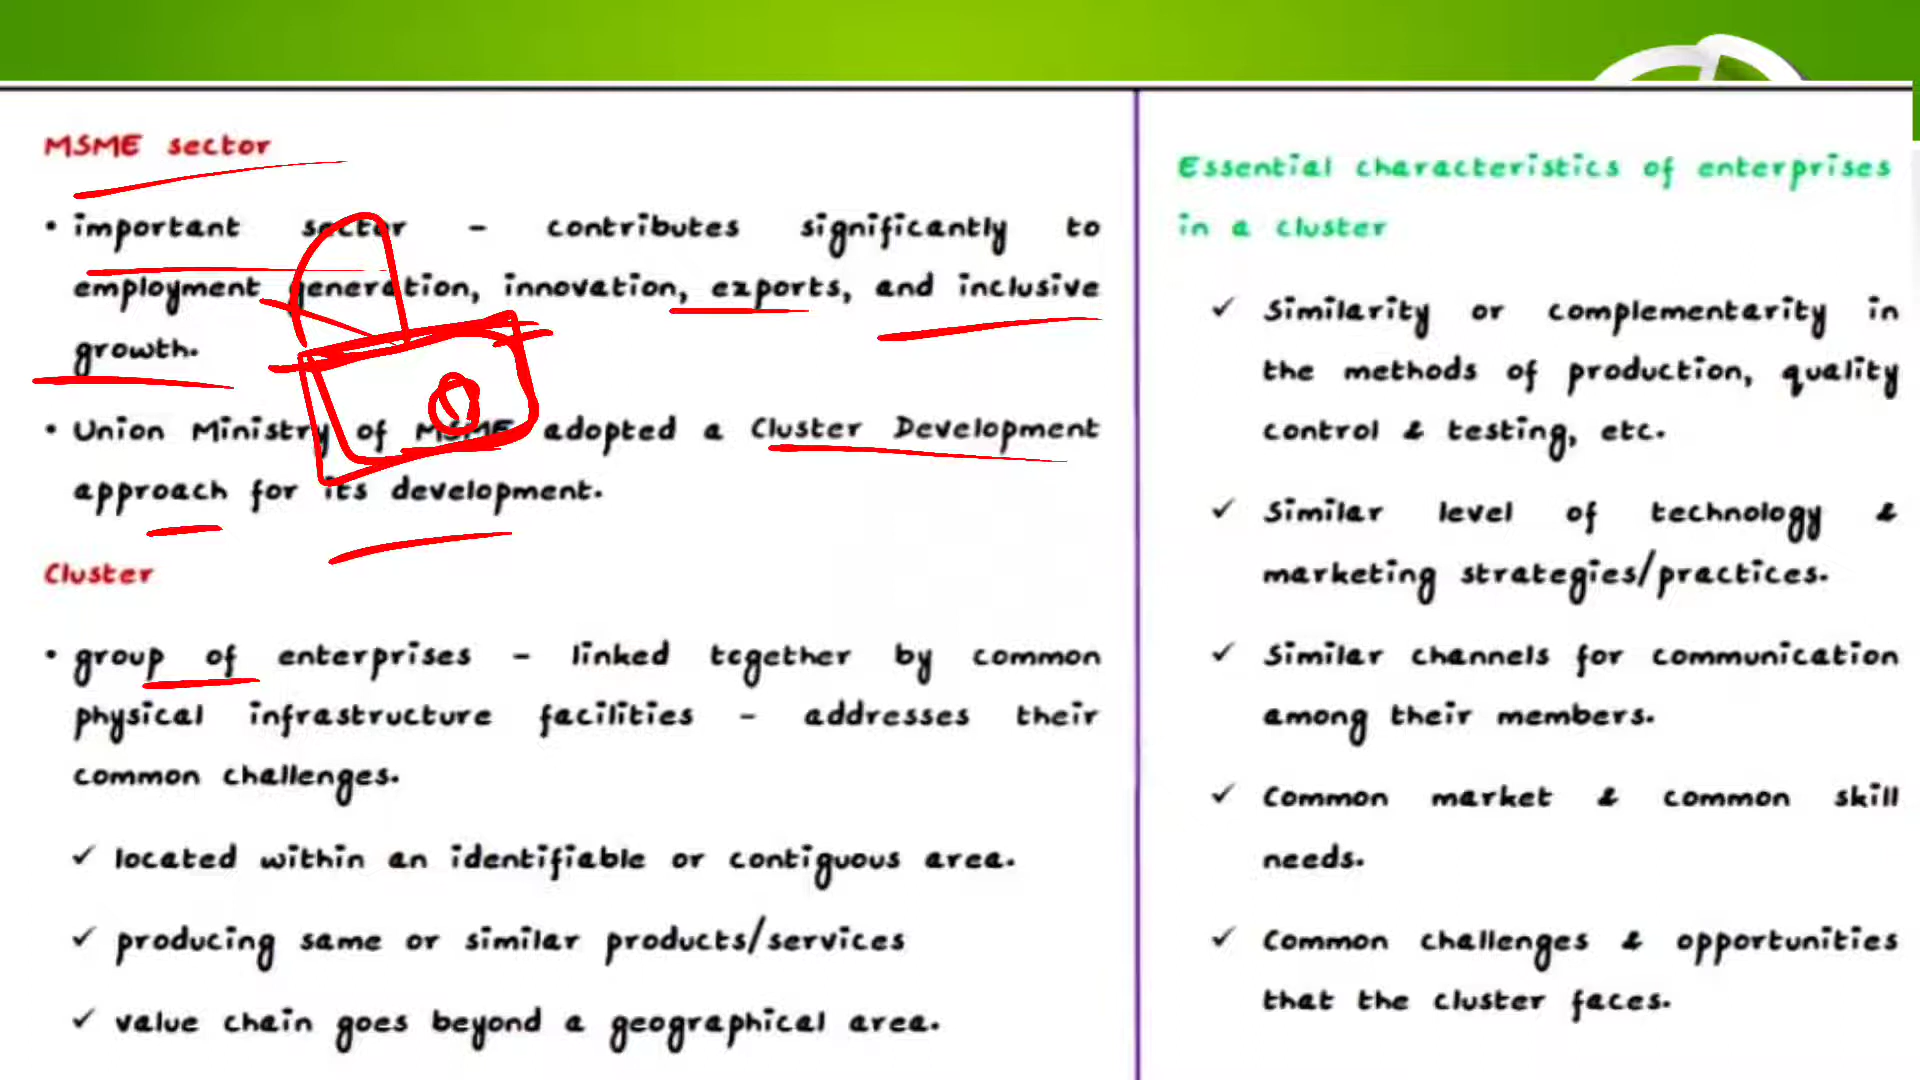 MSME sector
• important sector - contributes significantly to
employment generation, innovation, exports, and inclusive
growth.
• Union Ministry of MSME adopted a Cluster Development
approach for its development.
Cluster
• group of enterprises - linked together by common
physical infrastructure facilities - addresses their
common challenges.
✓ located within an identifiable or contiguous area.
✓ producing same or similar products/services
✓ value chain goes beyond a geographical area.
Essential characteristics of enterprises
in a cluster
✓ Similarity or complementarity in
the methods of production, quality
control & testing, etc.
✓ Similar level of technology &
marketing strategies/practices.
✓ Similar channels for communication
among their members.
✓ Common market & common skill
needs.
✓ Common challenges & opportunities
that the cluster faces.